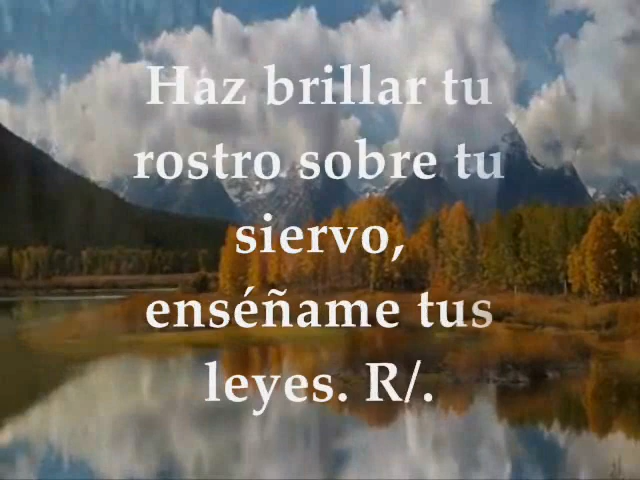 Haz brillar tu
rostro sobre tu
siervo,
enséñame tus
leyes. R/.